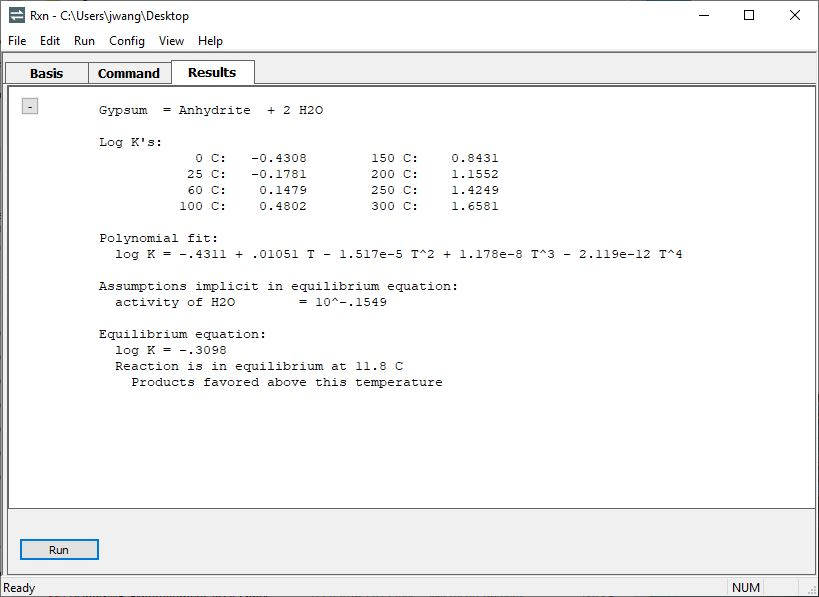 Rxn - C:\Users\jwang\Desktop
File Edit Run Config View Help
Basis Command Results
- Gypsum = Anhydrite + 2 H2O
Log K's:
0 C: -0.4308 150 C: 0.8431
25 C: -0.1781 200 C: 1.1552
60 C: 0.1479 250 C: 1.4249
100 C: 0.4802 300 C: 1.6581
Polynomial fit:
log K = -.4311 + .01051 T - 1.517e-5 T^2 + 1.178e-8 T^3 - 2.119e-12 T^4
Assumptions implicit in equilibrium equation:
activity of H2O = 10^-.1549
Equilibrium equation:
log K = -.3098
Reaction is in equilibrium at 11.8 C
Products favored above this temperature
Run
Ready NUM